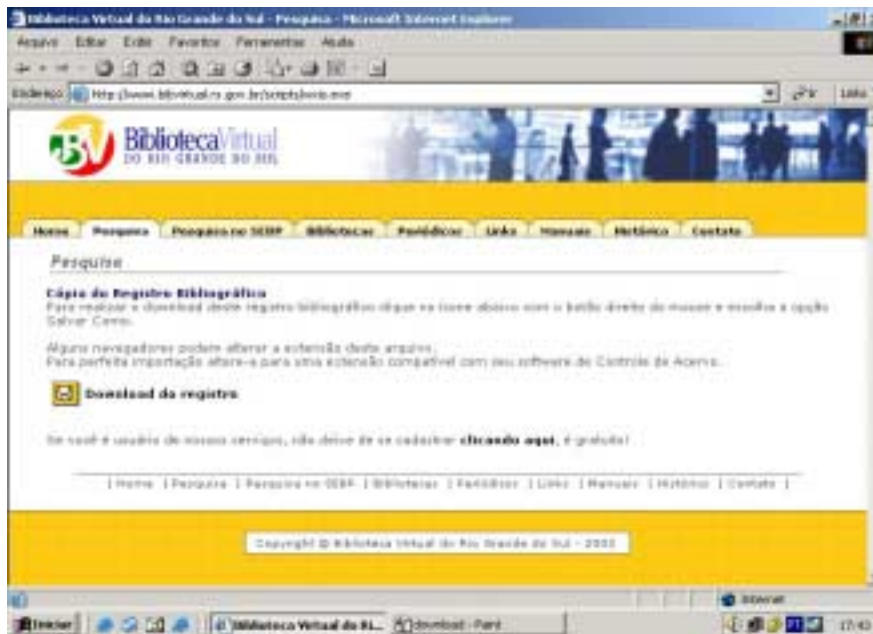 Biblioteca Virtual do Rio Grande do Sul - Pesquisa - Microsoft Internet Explorer
Arquivo Editar Exibir Favoritos Ferramentas Ajuda
Endereço http://www.bibvirtual.rs.gov.br/scripts/ Ir Links
BV BibliotecaVirtual
DO RIO GRANDE DO SUL
Home Pesquisa Pesquisa no SEBP Bibliotecas Periódicos Links Manuais Histórico Contato
Pesquisa
Cópia do Registro Bibliográfico
Para realizar o download deste registro bibliográfico clique no ícone abaixo com o botão direito do mouse e escolha a opção
Salvar Como.
Alguns navegadores podem alterar a extensão deste arquivo.
Para perfeita importação altere-a para uma extensão compatível com seu software de Controle de Acervo.
Download do registro
Se você é usuário de nossos serviços, não deixe de se cadastrar clicando aqui, é gratuito!
| Home | Pesquisa | Pesquisa no SEBP | Bibliotecas | Periódicos | Links | Manuais | Histórico | Contato |
Copyright © Biblioteca Virtual do Rio Grande do Sul - 2003
Internet
Iniciar Biblioteca Virtual do Ri... download - Paint PT 17:43